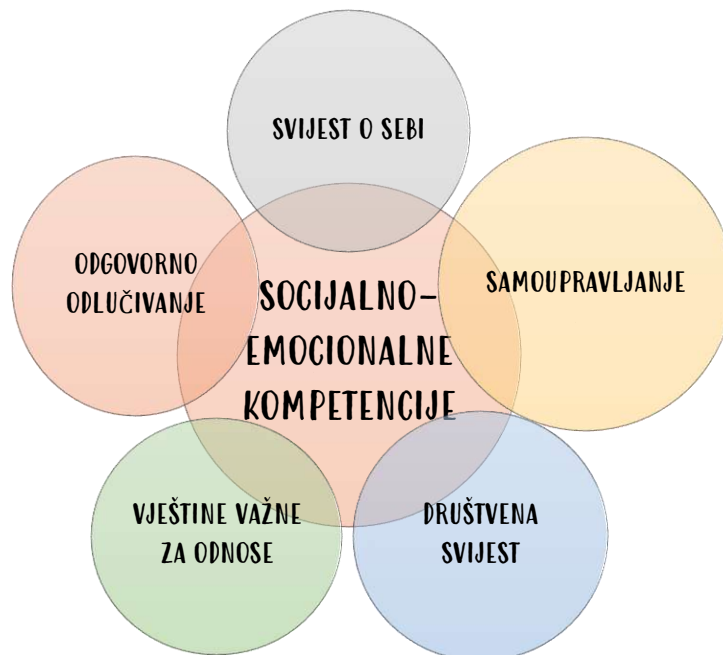 SVIJEST O SEBI
SAMOUPRAVLJANJE
DRUŠTVENA
SVIJEST
VJEŠTINE VAŽNE
ZA ODNOSE
ODGOVORNO
ODLUČIVANJE
SOCIJALNO-
EMOCIONALNE
KOMPETENCIJE